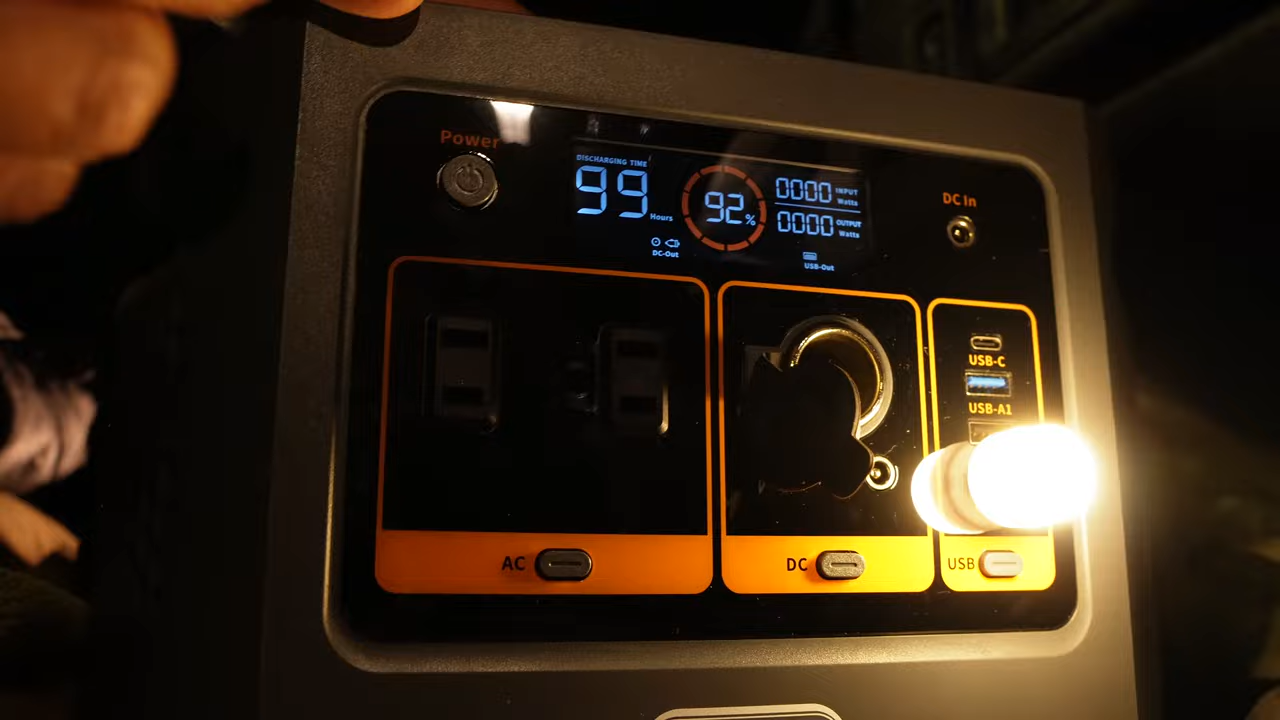 Power
DISCHARGING TIME
99 Hours
92%
0000 INPUT Watts
0000 OUTPUT Watts
DC-Out
USB-Out
DC In
USB-C
USB-A1
AC
DC
USB